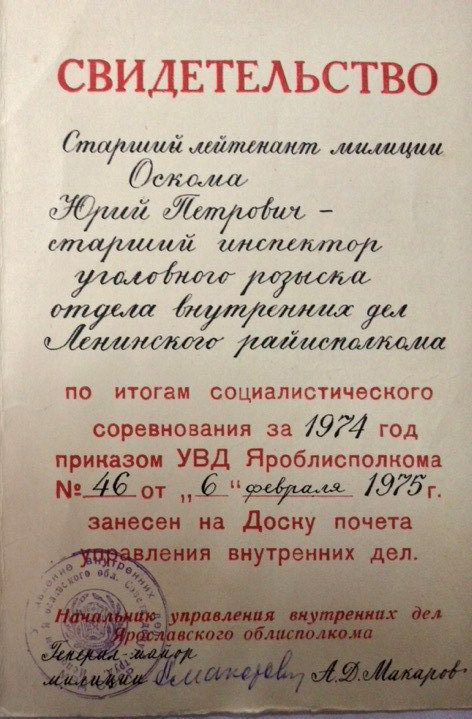 СВИДЕТЕЛЬСТВО
Старший лейтенант милиции
Оскома
Юрий Петрович –
старший инспектор
уголовного розыска
отдела внутренних дел
Ленинского райисполкома
по итогам социалистического
соревнования за 1974 год
приказом УВД Яроблисполкома
№ 46 от „6“ февраля 1975 г.
занесен на Доску почета
управления внутренних дел.
Начальник управления внутренних дел
Ярославского облисполкома
Генерал-майор
милиции А.Д. Макаров